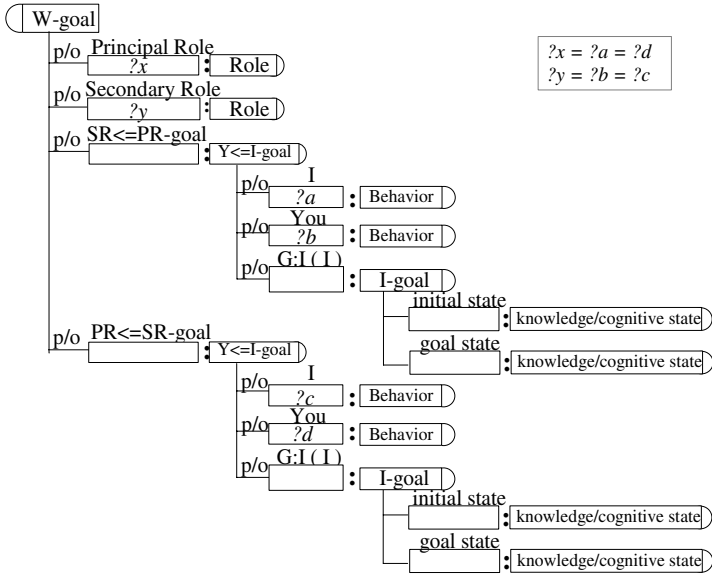 W-goal
p/o Principal Role
?x : Role
p/o Secondary Role
?y : Role
p/o SR<=PR-goal
: Y<=I-goal
p/o I
?a : Behavior
p/o You
?b : Behavior
p/o G:I ( I )
: I-goal
initial state
: knowledge/cognitive state
goal state
: knowledge/cognitive state
p/o PR<=SR-goal
: Y<=I-goal
p/o I
?c : Behavior
p/o You
?d : Behavior
p/o G:I ( I )
: I-goal
initial state
: knowledge/cognitive state
goal state
: knowledge/cognitive state
?x = ?a = ?d
?y = ?b = ?c